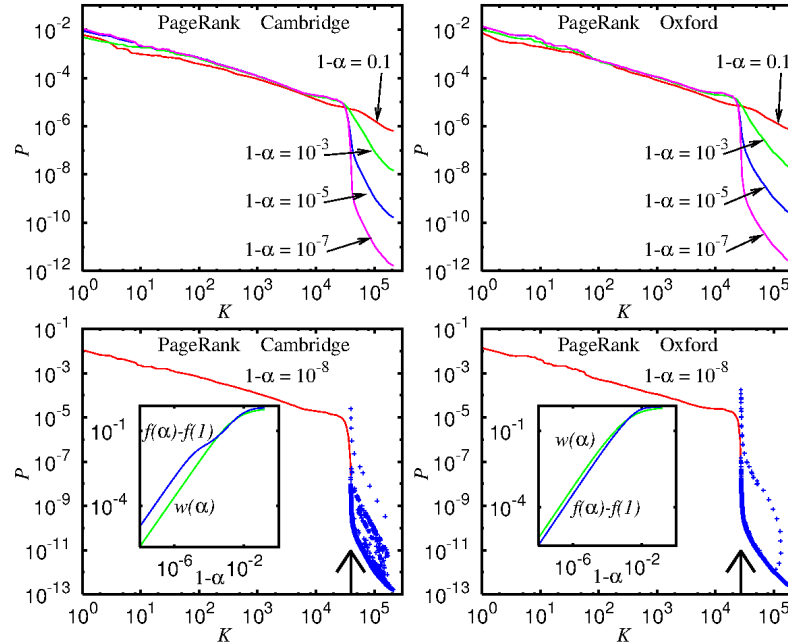 PageRank Cambridge
10^-2
10^-4
10^-6
10^-8
10^-10
10^-12
P
1-α = 0.1
1-α = 10^-3
1-α = 10^-5
1-α = 10^-7
10^0 10^1 10^2 10^3 10^4 10^5
K
PageRank Oxford
10^-2
10^-4
10^-6
10^-8
10^-10
10^-12
P
1-α = 0.1
1-α = 10^-3
1-α = 10^-5
1-α = 10^-7
10^0 10^1 10^2 10^3 10^4 10^5
K
PageRank Cambridge
1-α = 10^-8
10^-1
10^-3
10^-5
10^-7
10^-9
10^-11
10^-13
P
10^-1
10^-4
f(α)-f(1)
w(α)
10^-6 10^-2
1-α
10^0 10^1 10^2 10^3 10^4 10^5
K
PageRank Oxford
1-α = 10^-8
10^-1
10^-3
10^-5
10^-7
10^-9
10^-11
10^-13
P
10^-1
10^-4
w(α)
f(α)-f(1)
10^-6 10^-2
1-α
10^0 10^1 10^2 10^3 10^4 10^5
K